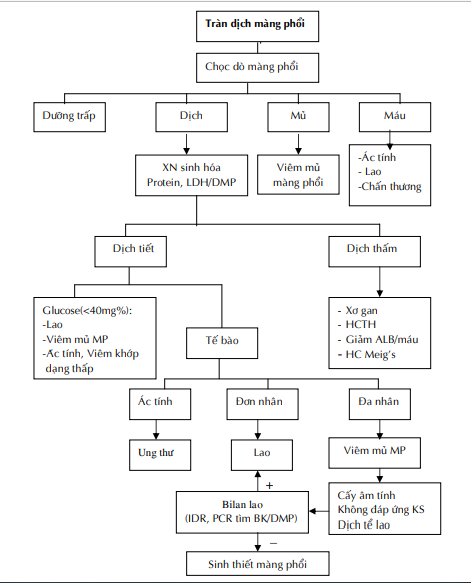 Tràn dịch màng phổi
Chọc dò màng phổi
Dưỡng trấp
Dịch
Mủ
Máu
XN sinh hóa
Protein, LDH/DMP
Viêm mủ
màng phổi
-Ác tính
- Lao
-Chấn thương
Dịch tiết
Dịch thấm
Glucose(<40mg%):
-Lao
-Viêm mủ MP
-Ác tính, Viêm khớp
dạng thấp
Tế bào
- Xơ gan
- HCTH
- Giảm ALB/máu
- HC Meig's
Ác tính
Đơn nhân
Đa nhân
Ung thư
Lao
Viêm mủ MP
+
Bilan lao
(IDR, PCR tìm BK/DMP)
Cấy âm tính
Không đáp ứng KS
Dịch tể lao
–
Sinh thiết màng phổi